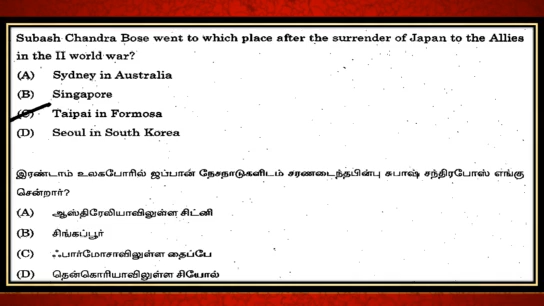 Subash Chandra Bose went to which place after the surrender of Japan to the Allies
in the II world war?
(A) Sydney in Australia
(B) Singapore
(C) Taipai in Formosa
(D) Seoul in South Korea
இரண்டாம் உலகபோரில் ஜப்பான் நேசநாடுகளிடம் சரணடைந்தபின்பு சுபாஷ் சந்திரபோஸ் எங்கு
சென்றார்?
(A) ஆஸ்திரேலியாவிலுள்ள சிட்னி
(B) சிங்கப்பூர்
(C) ஃபார்மோசாவிலுள்ள தைப்பே
(D) தென்கொரியாவிலுள்ள சியோல்